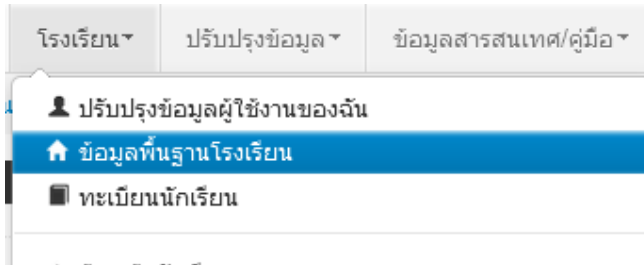 โรงเรียน ปรับปรุงข้อมูล ข้อมูลสารสนเทศ/คู่มือ
ปรับปรุงข้อมูลผู้ใช้งานของฉัน
ข้อมูลพื้นฐานโรงเรียน
ทะเบียนนักเรียน